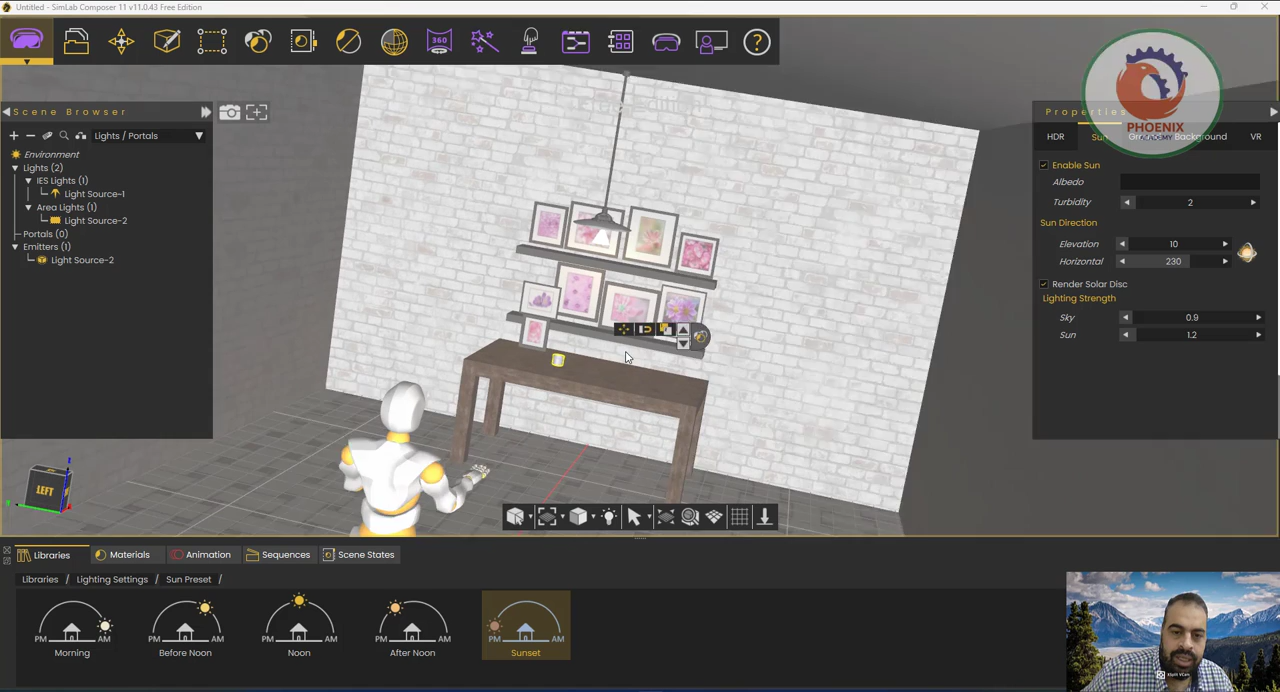 Untitled - SimLab Composer 11 v11.0.43 Free Edition
360
?
Scene Browser
Lights / Portals
Environment
Lights (2)
IES Lights (1)
Light Source-1
Area Lights (1)
Light Source-2
Portals (0)
Emitters (1)
Light Source-2
LEFT
PHOENIX
Properties
HDR
Background
VR
Enable Sun
Albedo
Turbidity 2
Sun Direction
Elevation 10
Horizontal 230
Render Solar Disc
Lighting Strength
Sky 0.9
Sun 1.2
Libraries Materials Animation Sequences Scene States
Libraries / Lighting Settings / Sun Preset /
PM AM
Morning
PM AM
Before Noon
PM AM
Noon
PM AM
After Noon
PM AM
Sunset